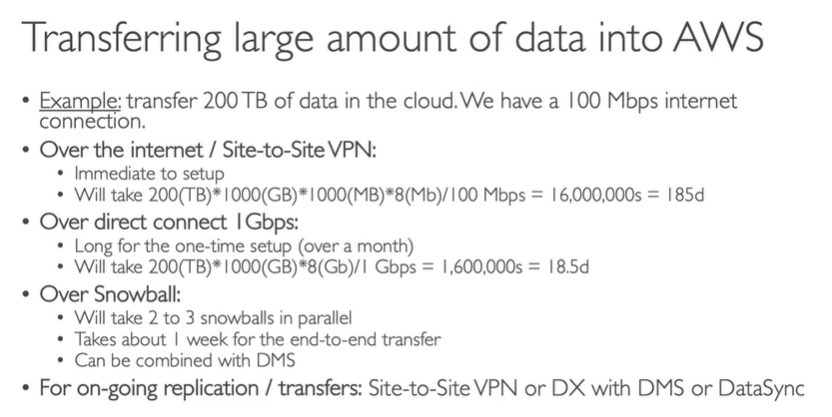 Transferring large amount of data into AWS
• Example: transfer 200 TB of data in the cloud. We have a 100 Mbps internet
connection.
• Over the internet / Site-to-Site VPN:
• Immediate to setup
• Will take 200(TB)*1000(GB)*1000(MB)*8(Mb)/100 Mbps = 16,000,000s = 185d
• Over direct connect 1Gbps:
• Long for the one-time setup (over a month)
• Will take 200(TB)*1000(GB)*8(Gb)/1 Gbps = 1,600,000s = 18.5d
• Over Snowball:
• Will take 2 to 3 snowballs in parallel
• Takes about 1 week for the end-to-end transfer
• Can be combined with DMS
• For on-going replication / transfers: Site-to-Site VPN or DX with DMS or DataSync